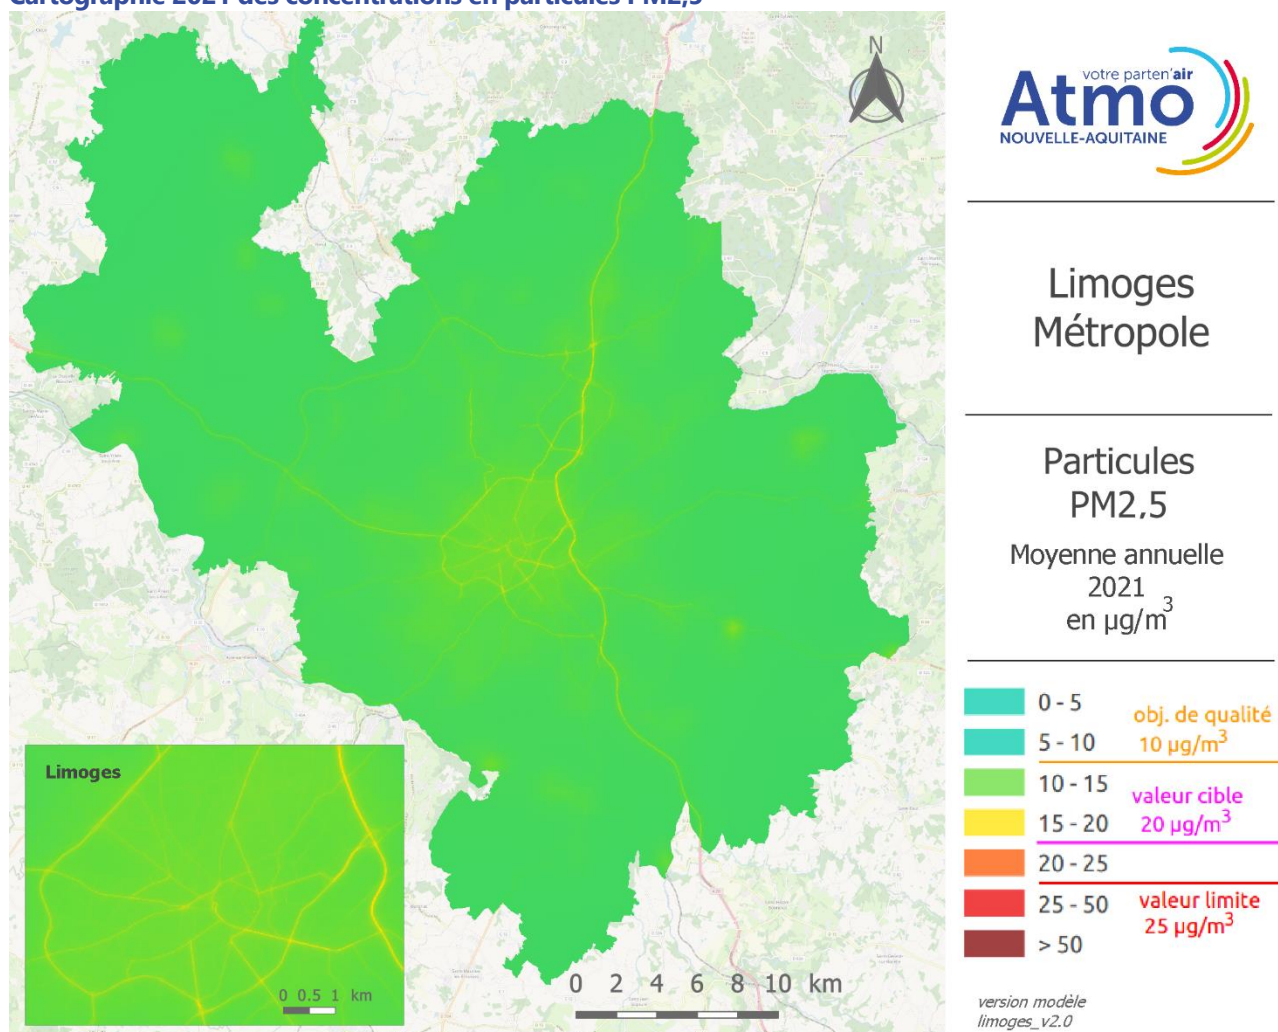 Cartographie 2021 des concentrations en particules PM2,5
N
votre parten'air
Atmo
NOUVELLE-AQUITAINE
Limoges
Métropole
Particules
PM2,5
Moyenne annuelle
2021
en µg/m³
0 - 5
obj. de qualité
10 µg/m³
5 - 10
10 - 15
valeur cible
20 µg/m³
15 - 20
20 - 25
25 - 50
valeur limite
25 µg/m³
> 50
version modèle
limoges_v2.0
Limoges
0 0.5 1 km
0 2 4 6 8 10 km